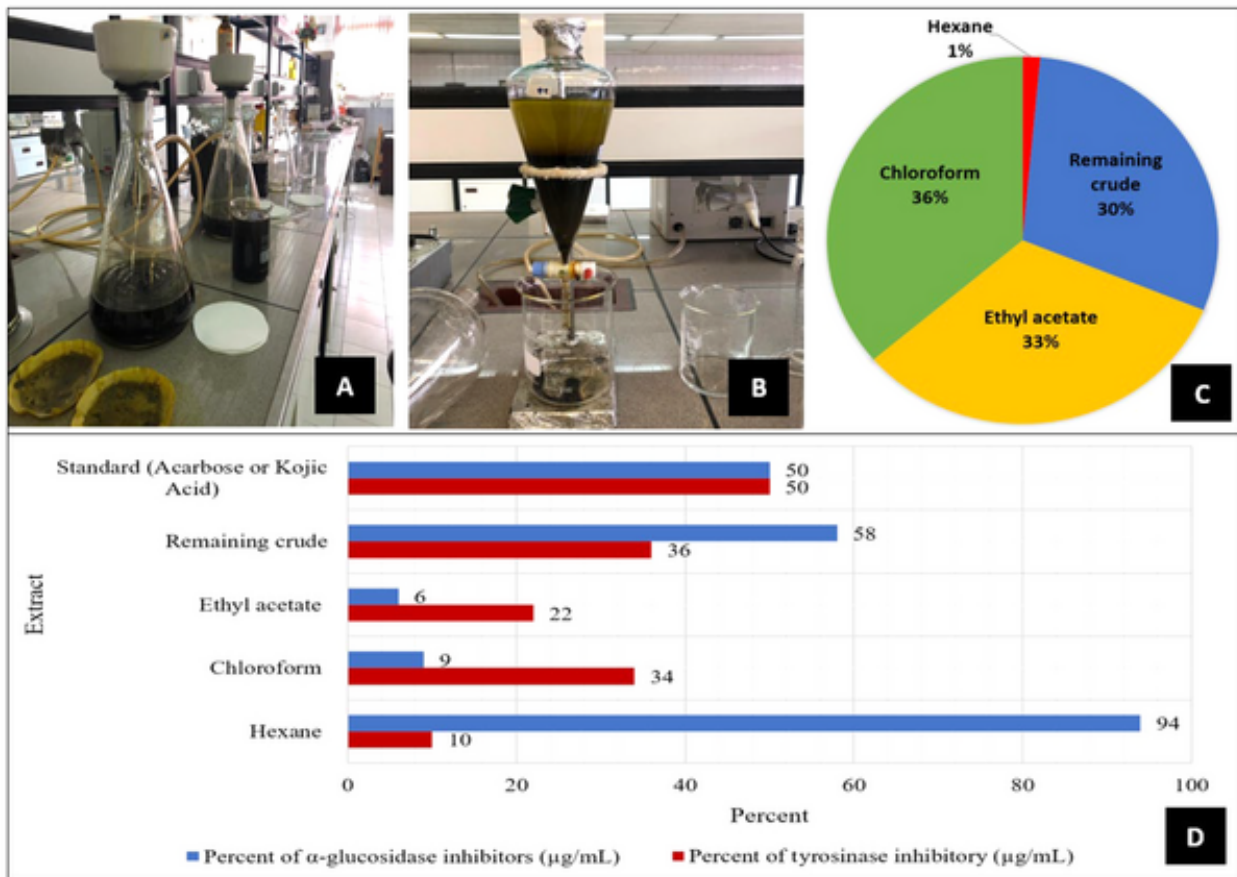 A
B
Hexane
1%
Chloroform
36%
Remaining
crude
30%
Ethyl acetate
33%
C
Standard (Acarbose or Kojic
Acid)
50
50
Remaining crude
58
36
Ethyl acetate
6
22
Chloroform
9
34
Hexane
94
10
Extract
0 20 40 60 80 100
Percent
D
Percent of α-glucosidase inhibitors (µg/mL) Percent of tyrosinase inhibitory (µg/mL)